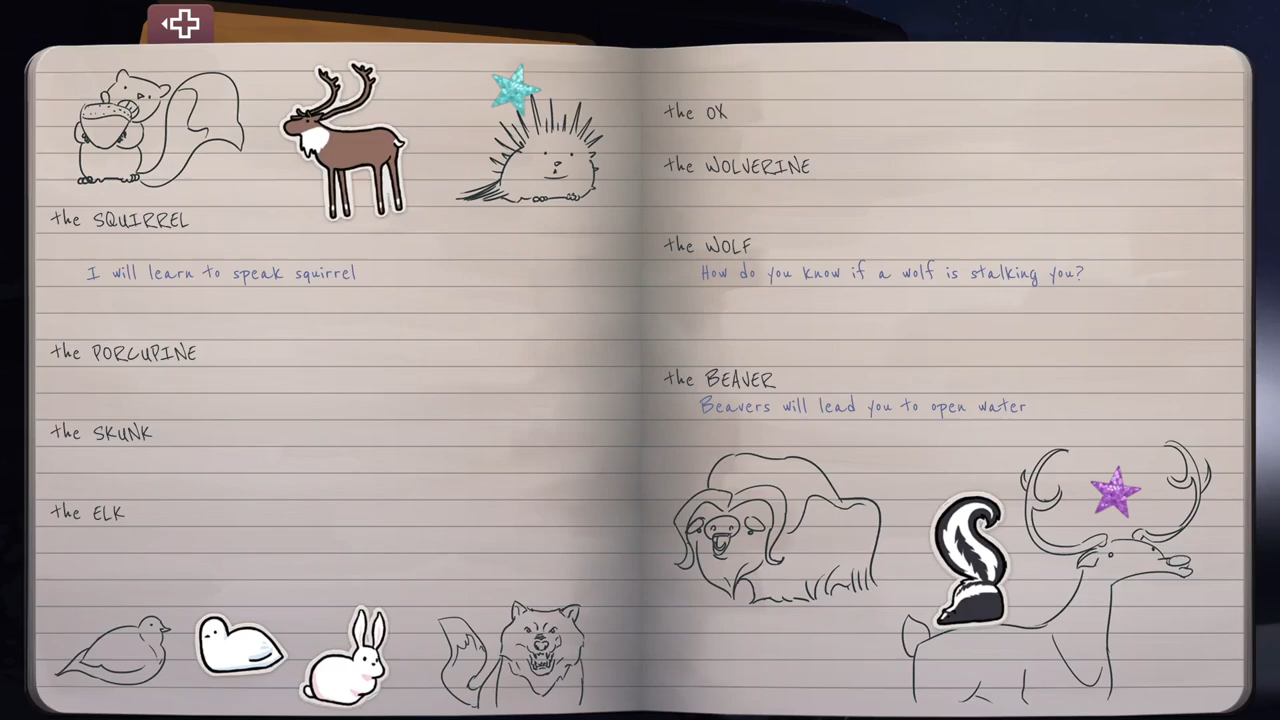 the SQUIRREL
I will learn to speak squirrel
the PORCUPINE
the SKUNK
the ELK
the OX
the WOLVERINE
the WOLF
How do you know if a wolf is stalking you?
the BEAVER
Beavers will lead you to open water